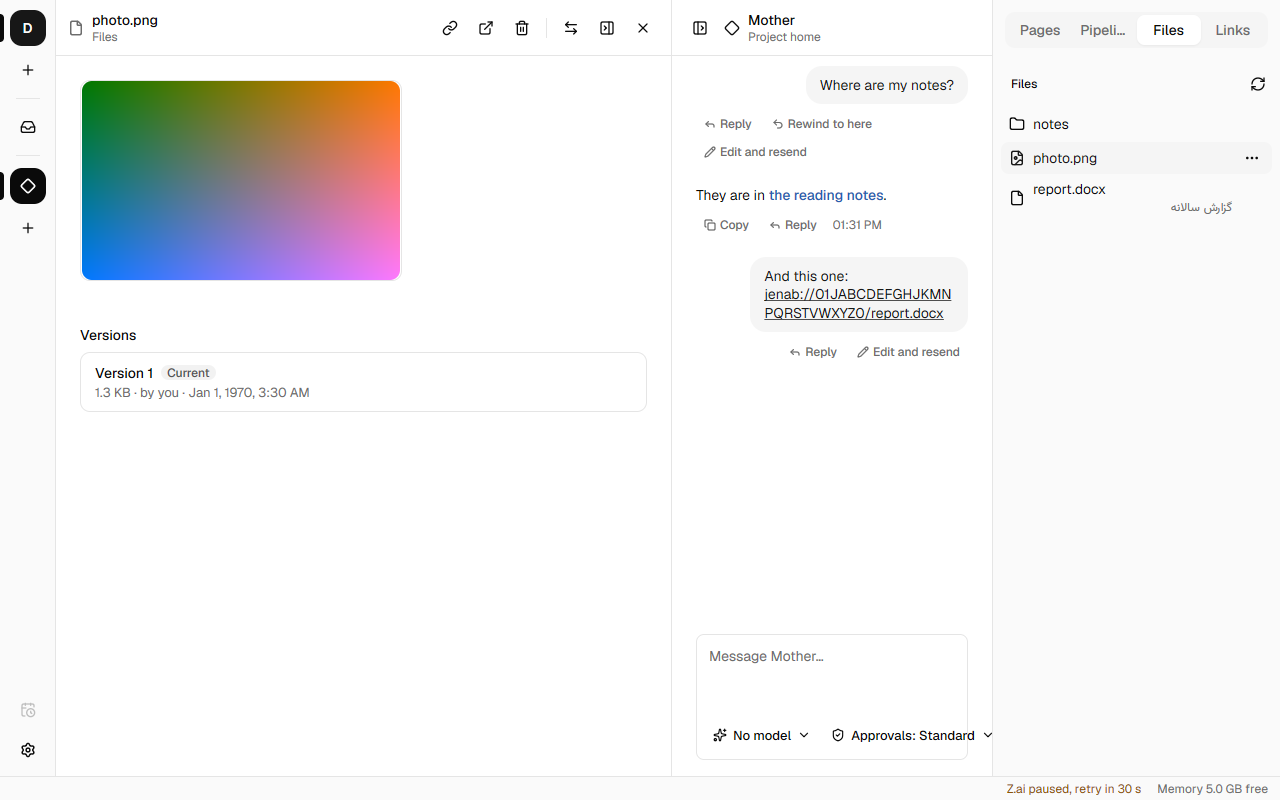 D
photo.png
Files
Versions
Version 1 Current
1.3 KB · by you · Jan 1, 1970, 3:30 AM
Mother
Project home
Where are my notes?
Reply Rewind to here
Edit and resend
They are in the reading notes.
Copy Reply 01:31 PM
And this one:
jenab://01JABCDEFGHJKMN
PQRSTVWXYZ0/report.docx
Reply Edit and resend
Message Mother...
No model Approvals: Standard
Pages Pipeli... Files Links
Files
notes
photo.png
report.docx
گزارش سالانه
Z.ai paused, retry in 30 s Memory 5.0 GB free